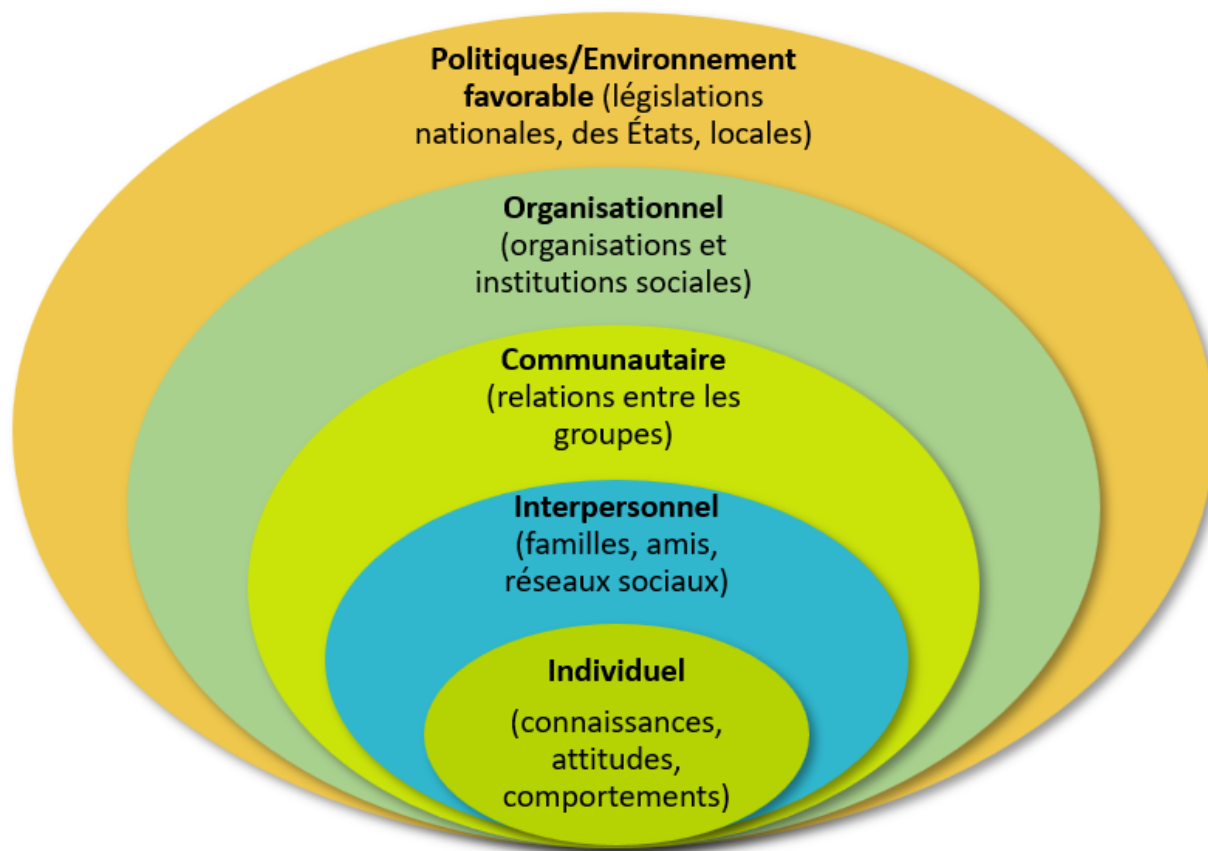 Politiques/Environnement
favorable (législations
nationales, des États, locales)
Organisationnel
(organisations et
institutions sociales)
Communautaire
(relations entre les
groupes)
Interpersonnel
(familles, amis,
réseaux sociaux)
Individuel
(connaissances,
attitudes,
comportements)